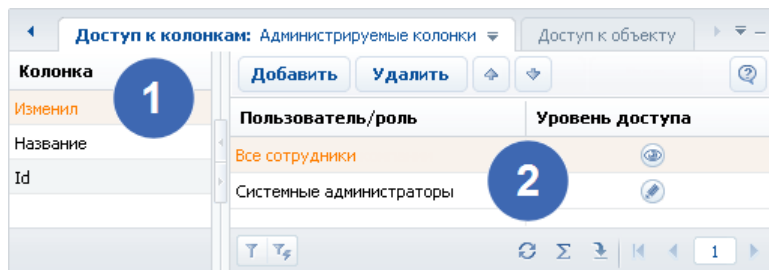 Доступ к колонкам: Администрируемые колонки
Доступ к объекту
Колонка
Изменил
Название
Id
1
Добавить
Удалить
Пользователь/роль
Уровень доступа
Все сотрудники
Системные администраторы
2
Σ
1